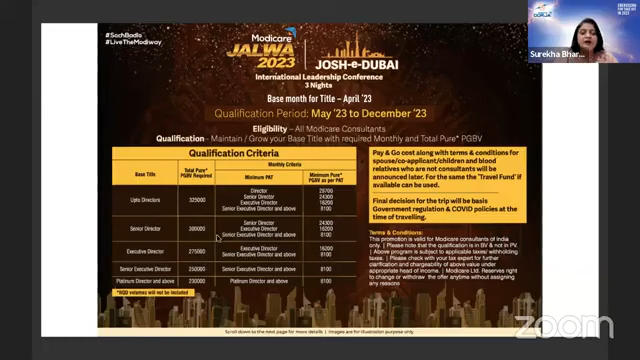 #SachBadlo
#LiveTheModiway
Modicare
JALWA
2023
JOSH-e-DUBAI
International Leadership Conference
3 Nights
Base month for Title – April '23
Qualification Period: May '23 to December '23
Eligibility – All Modicare Consultants
Qualification - Maintain / Grow your Base Title with required Monthly and Total Pure* PGBV
Qualification Criteria
Base Title
Total Pure* PGBV Required
Monthly Criteria
Minimum PAT
Minimum Pure* PGBV as per PAT
Upto Directors
325000
Director
Senior Director
Executive Director
Senior Executive Director and above
29700
24300
16200
8100
Senior Director
300000
Senior Director
Executive Director
Senior Executive Director and above
24300
16200
8100
Executive Director
275000
Executive Director
Senior Executive Director and above
16200
8100
Senior Executive Director
250000
Senior Executive Director and above
8100
Platinum Director and above
230000
Platinum Director and above
8100
volumes will not be included
Pay & Go cost along with terms & conditions for
spouse/co-applicant/children and blood
relatives who are not consultants will be
announced later. For the same the "Travel Fund" if
available can be used.
Final decision for the trip will be basis
Government regulation & COVID policies at the
time of travelling.
Terms & Conditions:
This promotion is valid for Modicare consultants of India
only. | Please note that the qualification is in BV & not in PV.
| Above program is subject to applicable taxes/ witholding
taxes. | Please check with your tax expert for further
clarification and chargeability of above value under
appropriate head of income. | Modicare Ltd. Reserves right
to change or withdraw the offer anytime without assigning
any reasons
Scroll down to the next page for more details | Images are for illustration purpose only
Surekha Bhar...
zoom